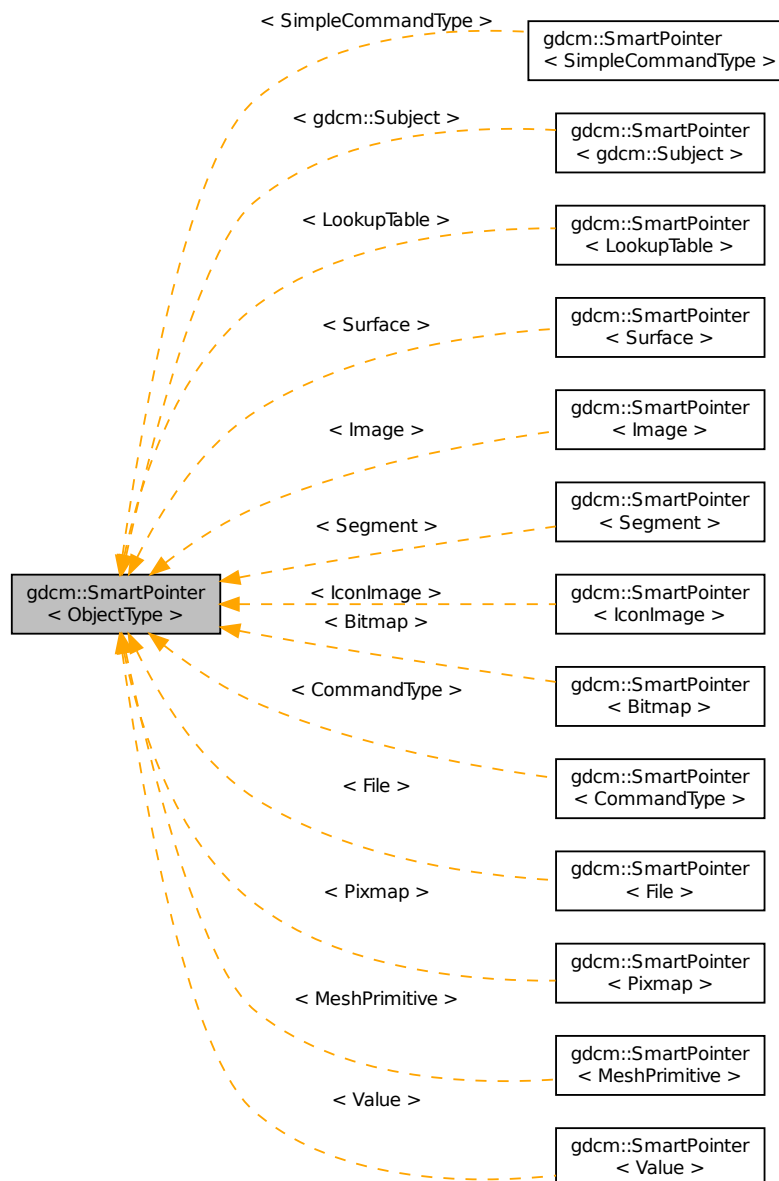 < SimpleCommandType >
gdcm::SmartPointer
< SimpleCommandType >
< gdcm::Subject >
gdcm::SmartPointer
< gdcm::Subject >
< LookupTable >
gdcm::SmartPointer
< LookupTable >
< Surface >
gdcm::SmartPointer
< Surface >
< Image >
gdcm::SmartPointer
< Image >
< Segment >
gdcm::SmartPointer
< Segment >
gdcm::SmartPointer
< ObjectType >
< IconImage >
gdcm::SmartPointer
< IconImage >
< Bitmap >
gdcm::SmartPointer
< Bitmap >
< CommandType >
gdcm::SmartPointer
< CommandType >
< File >
gdcm::SmartPointer
< File >
< Pixmap >
gdcm::SmartPointer
< Pixmap >
< MeshPrimitive >
gdcm::SmartPointer
< MeshPrimitive >
< Value >
gdcm::SmartPointer
< Value >